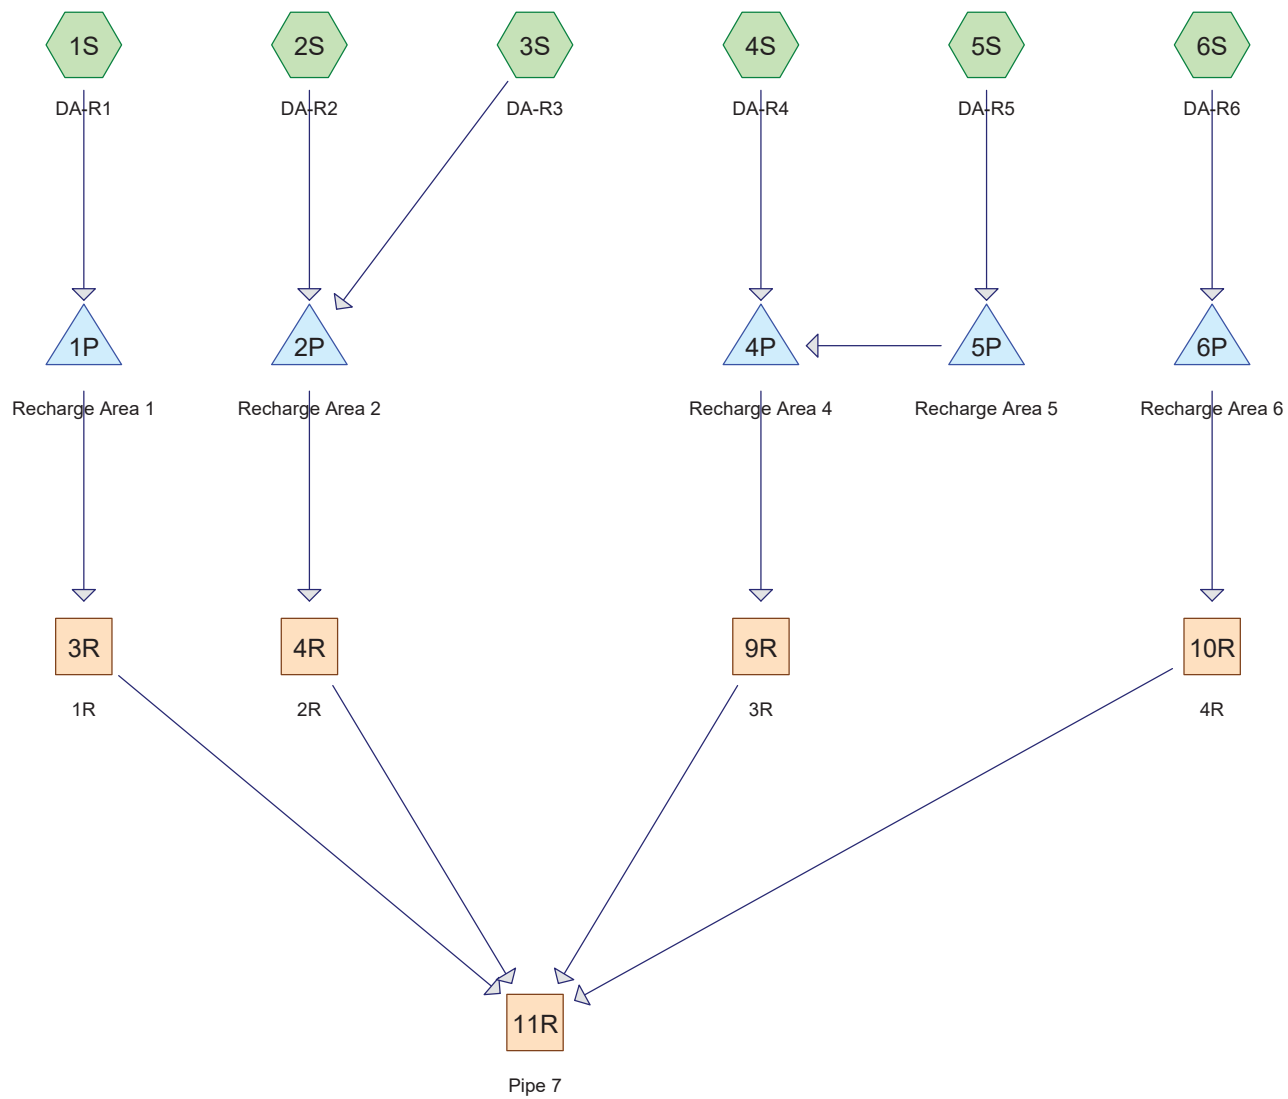 1S 2S 3S 4S 5S 6S
DA-R1 DA-R2 DA-R3 DA-R4 DA-R5 DA-R6
1P 2P 4P 5P 6P
Recharge Area 1 Recharge Area 2 Recharge Area 4 Recharge Area 5 Recharge Area 6
3R 4R 9R 10R
1R 2R 3R 4R
11R
Pipe 7